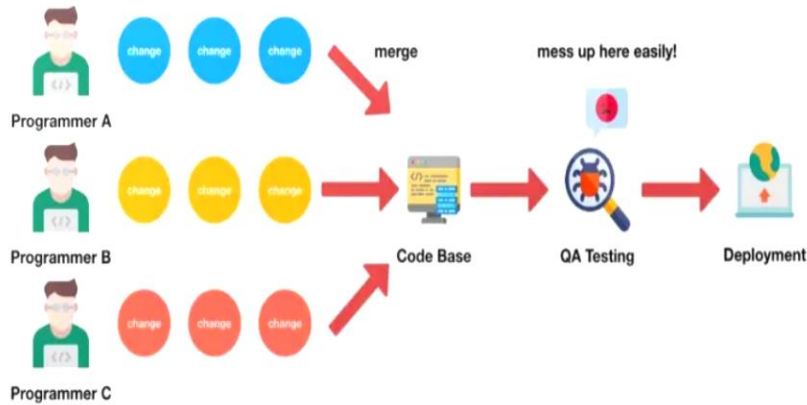 change change change
merge
mess up here easily!
Programmer A
change change change
Programmer B
Code Base
QA Testing
Deployment
change change change
Programmer C